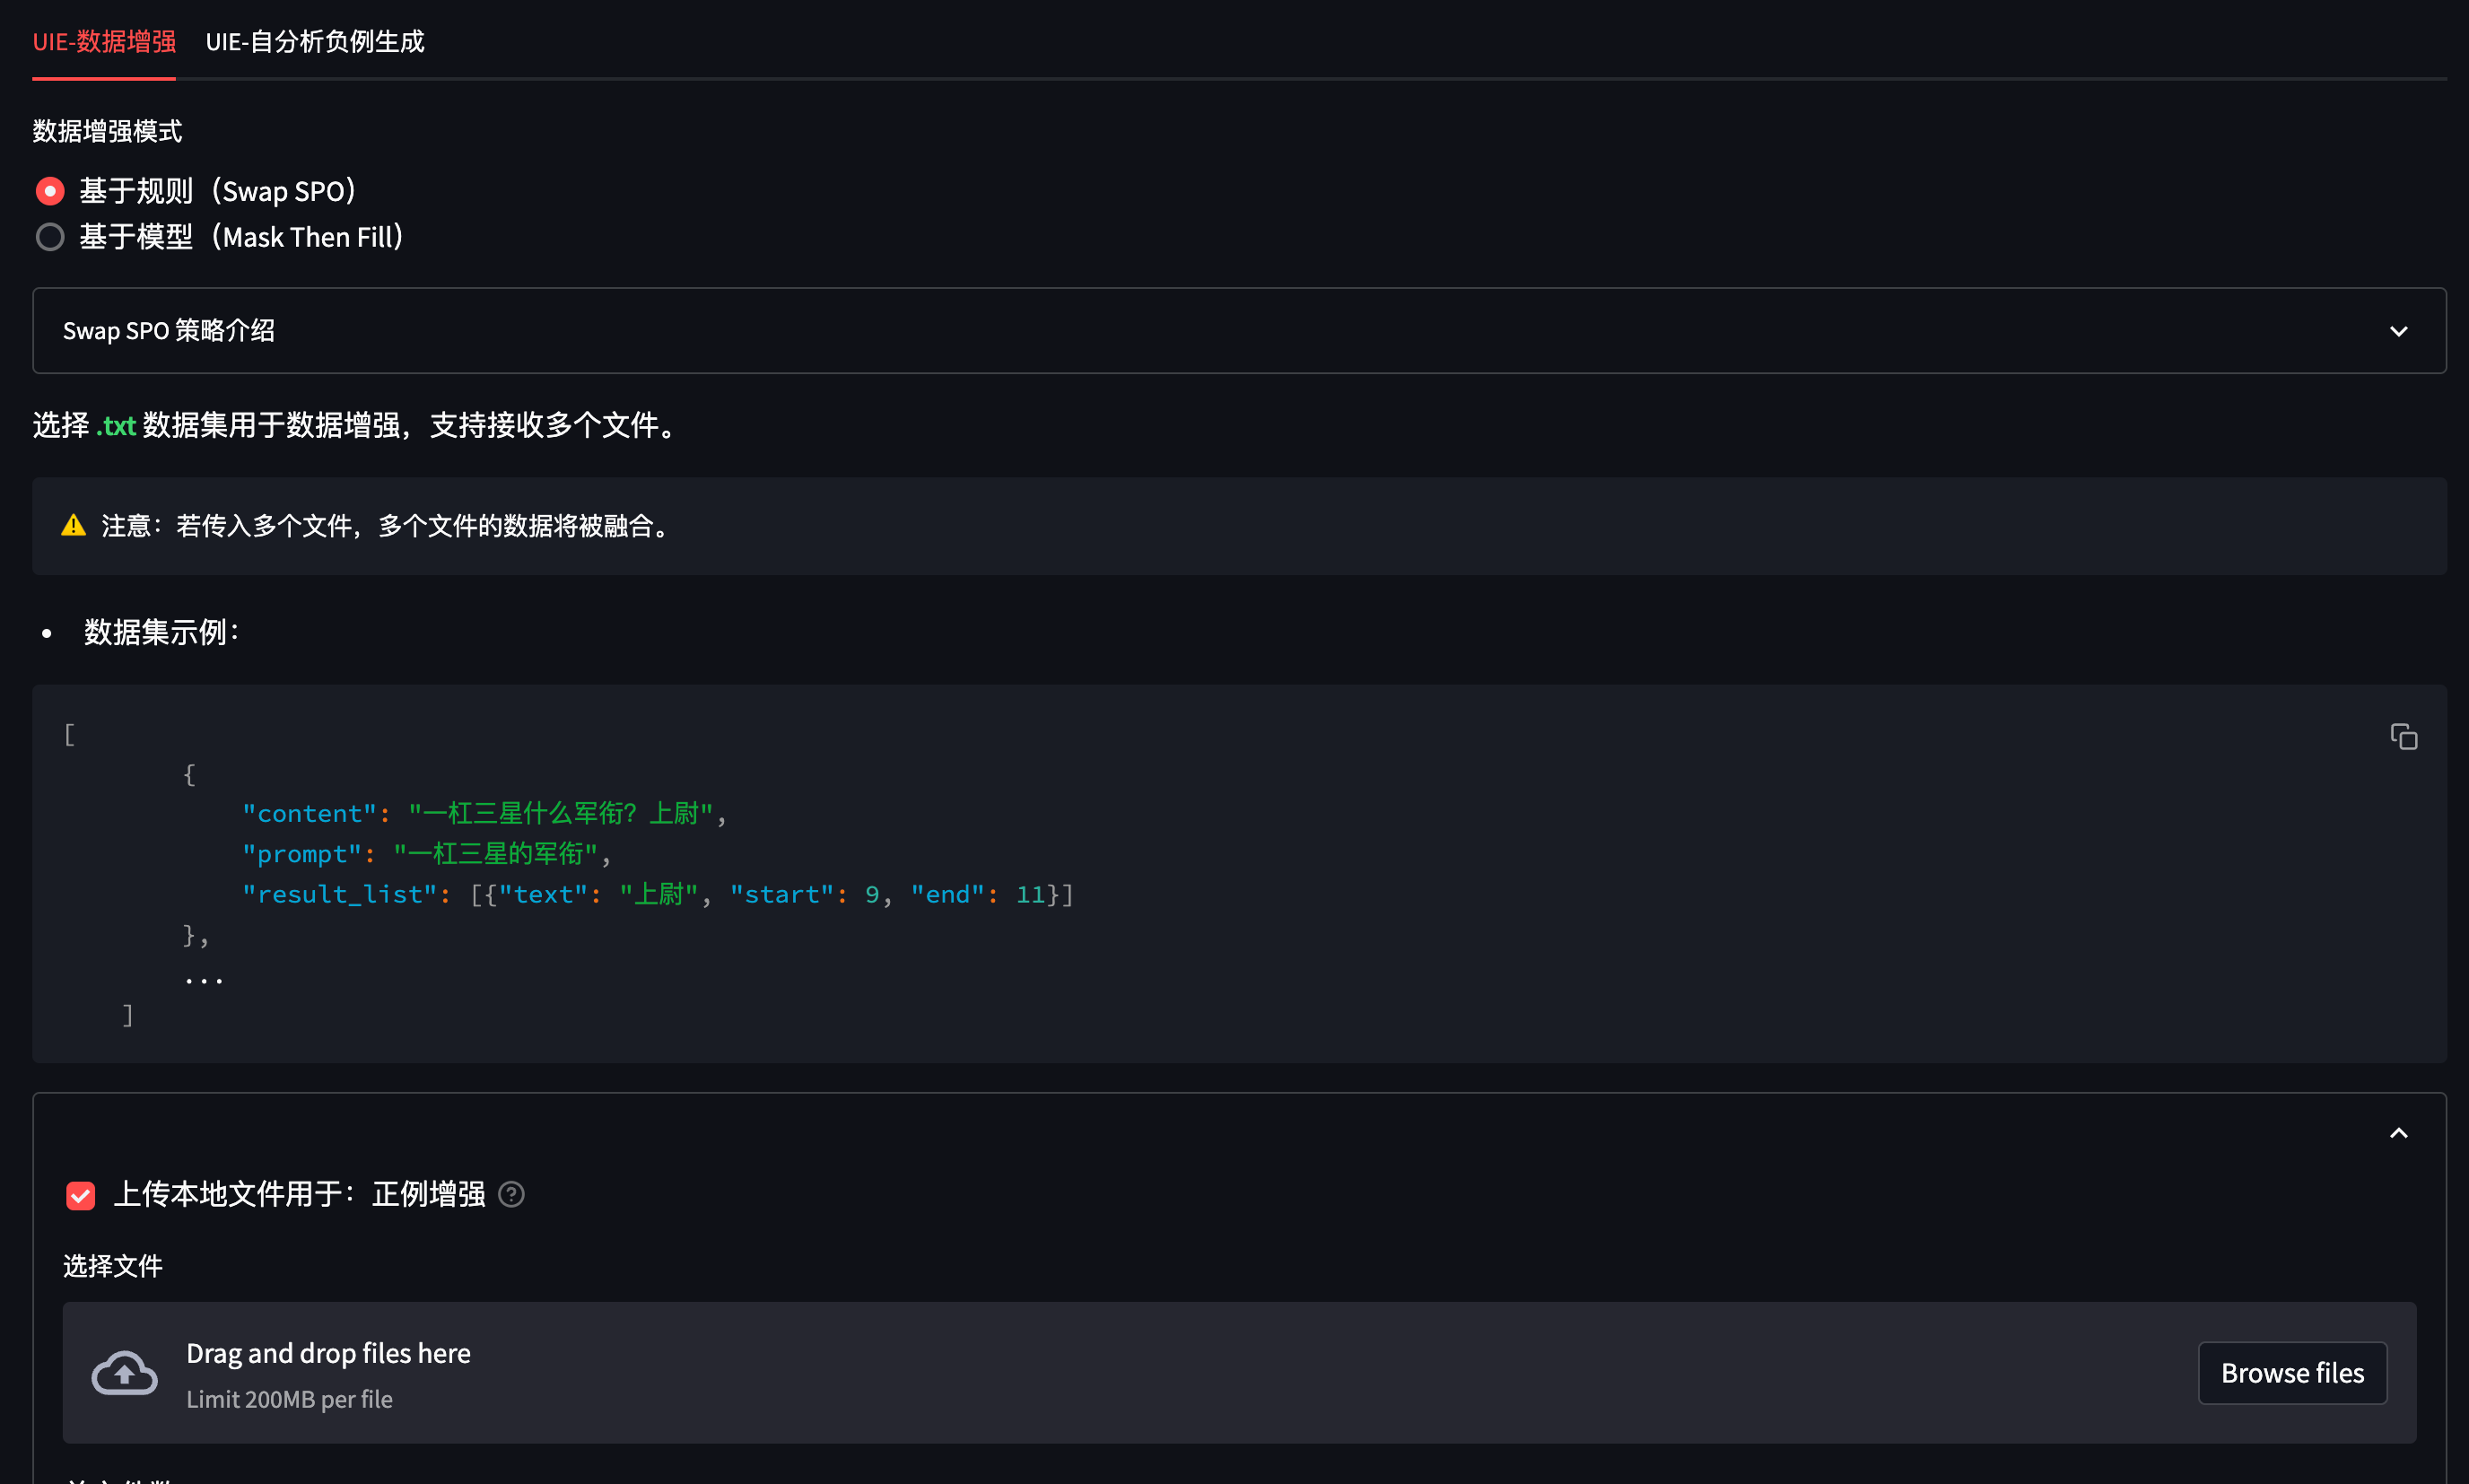 UIE-数据增强 UIE-自分析负例生成
数据增强模式
基于规则（Swap SPO）
基于模型（Mask Then Fill）
Swap SPO 策略介绍
选择 .txt 数据集用于数据增强，支持接收多个文件。
注意：若传入多个文件，多个文件的数据将被融合。
• 数据集示例：
[
{
"content": "一杠三星什么军衔？上尉",
"prompt": "一杠三星的军衔",
"result_list": [{"text": "上尉", "start": 9, "end": 11}]
},
...
]
上传本地文件用于：正例增强
选择文件
Drag and drop files here
Limit 200MB per file
Browse files